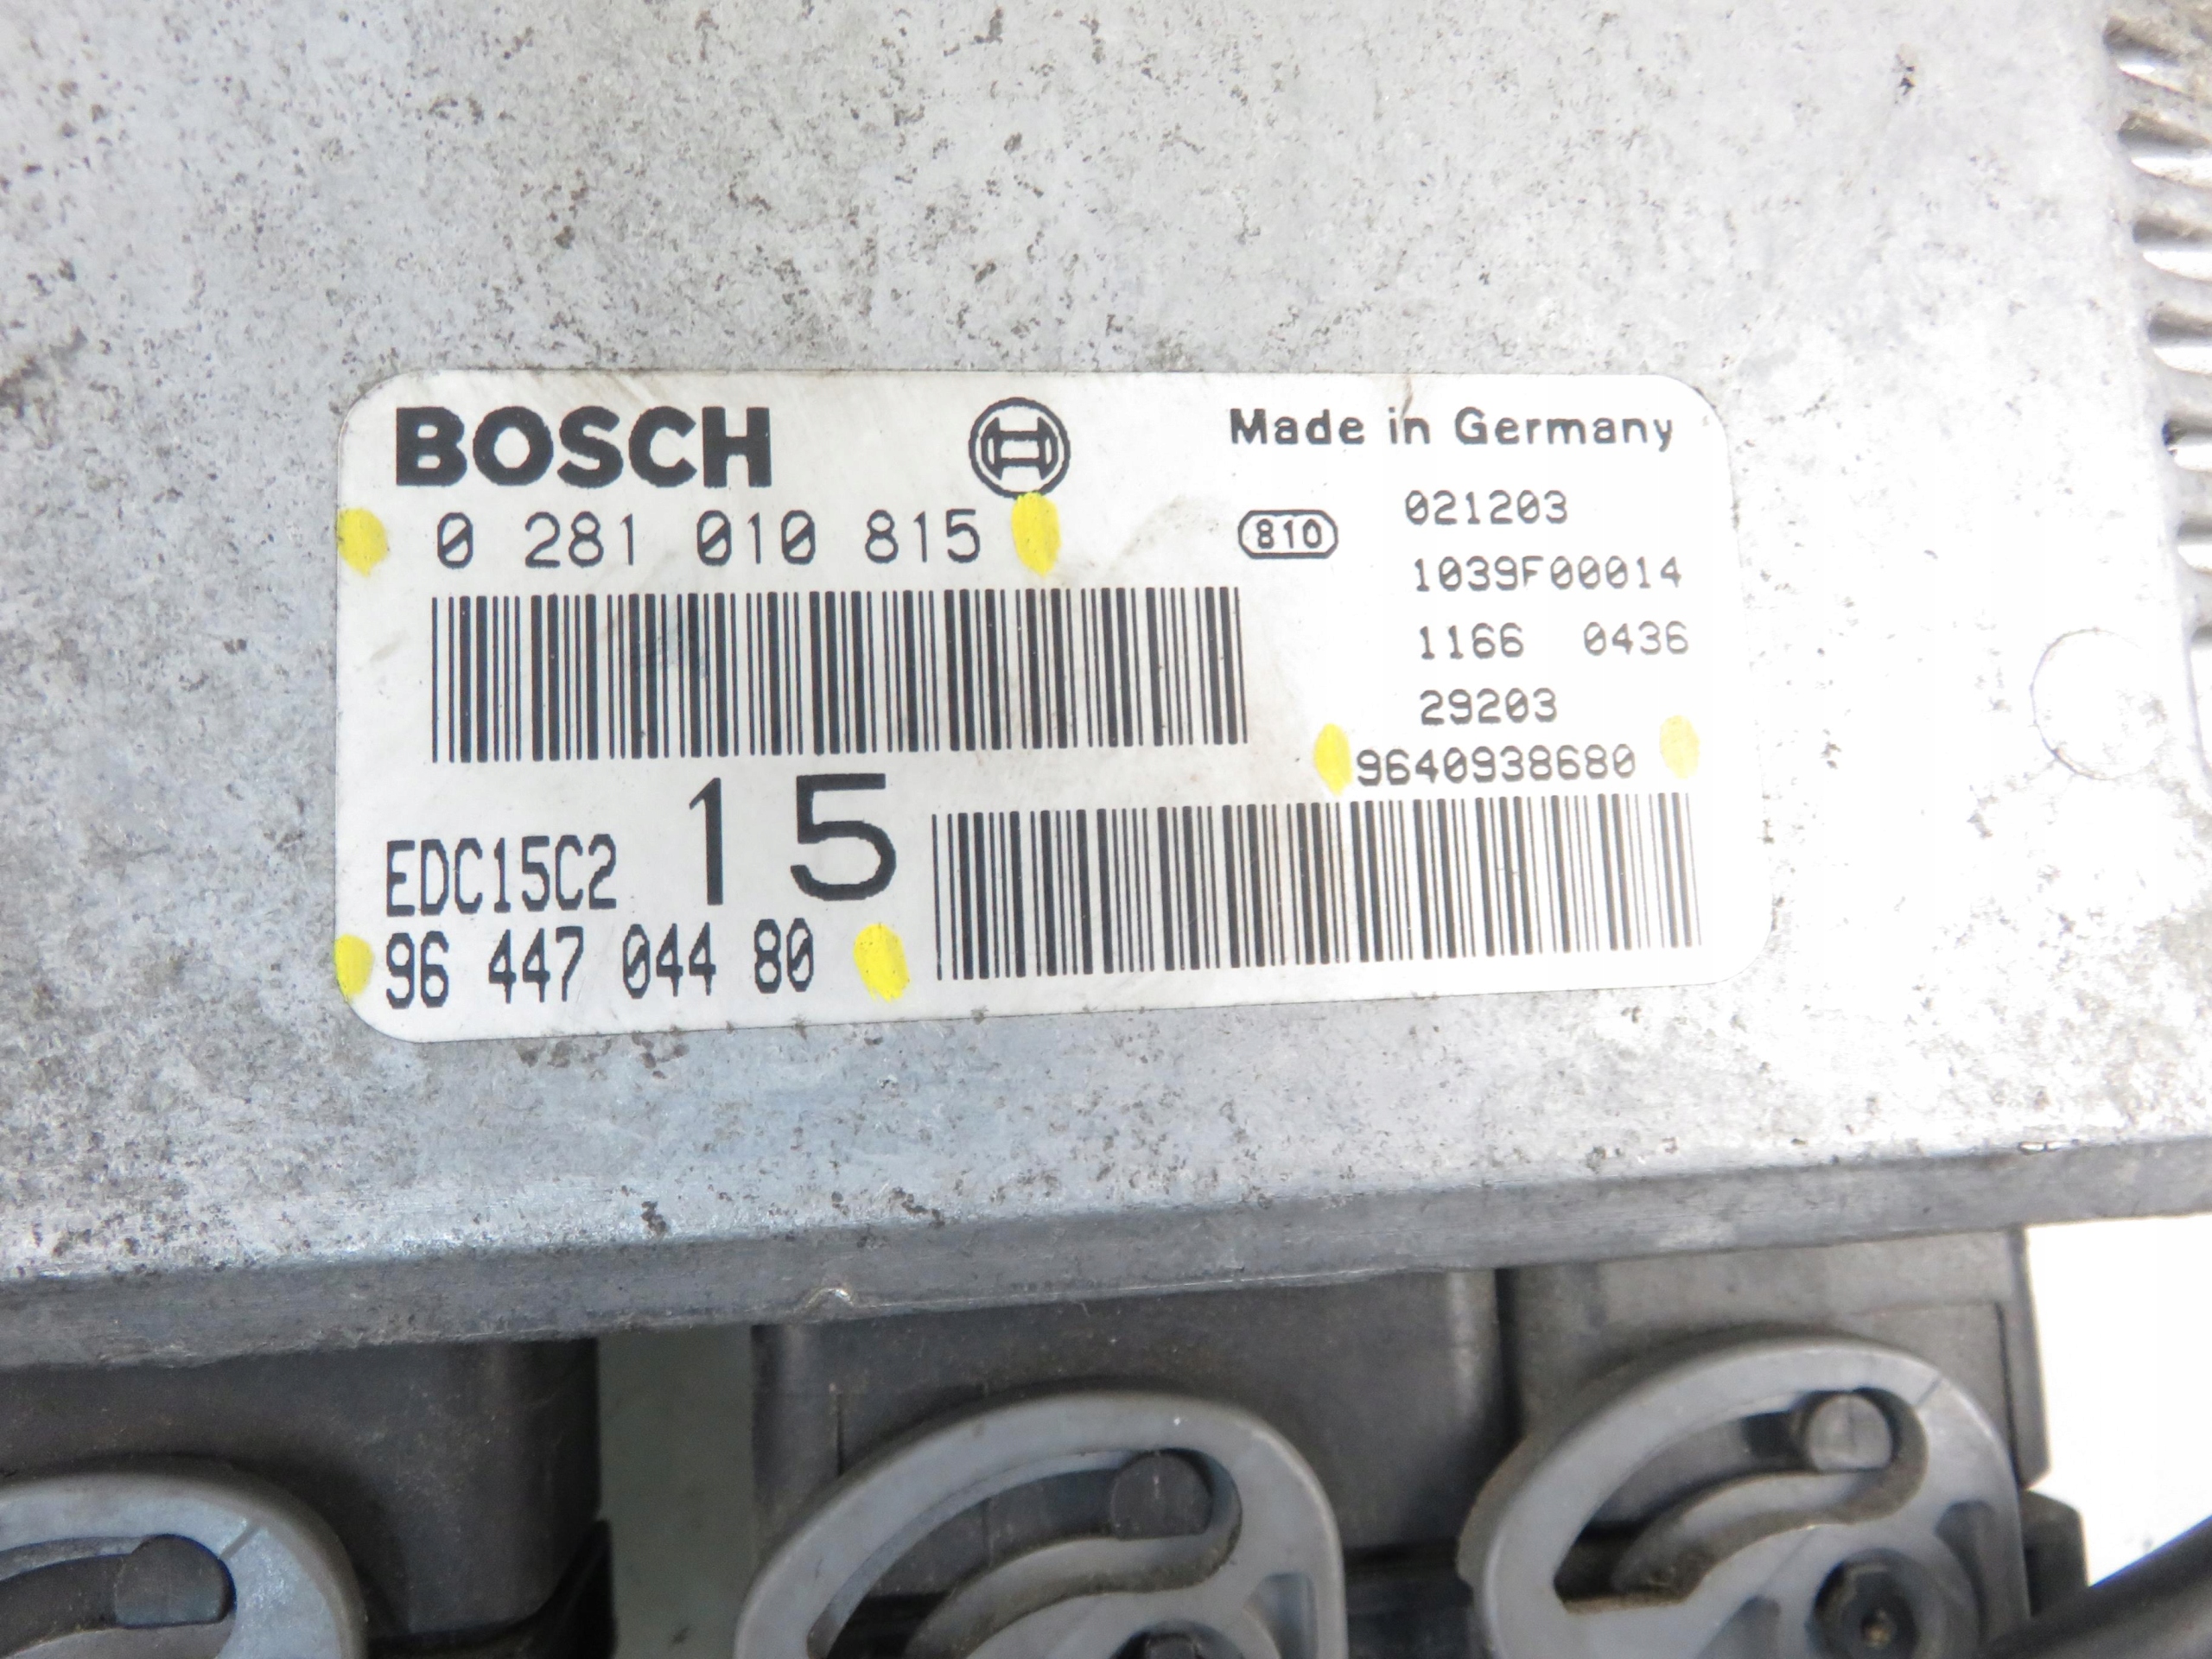 BOSCH
Made in Germany
0 281 010 815
810
021203
1039F00014
1166 0436
29203
9640938680
EDC15C2 15
96 447 044 80